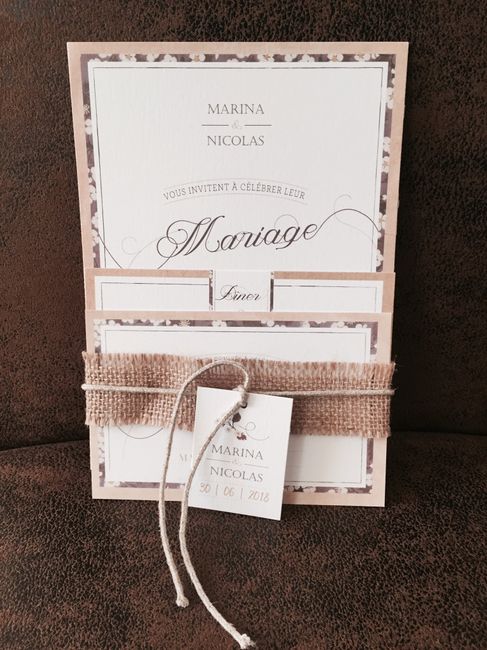 MARINA
&
NICOLAS
VOUS INVITENT À CÉLÉBRER LEUR
Mariage
Dîner
MARINA
&
NICOLAS
30 | 06 | 2018